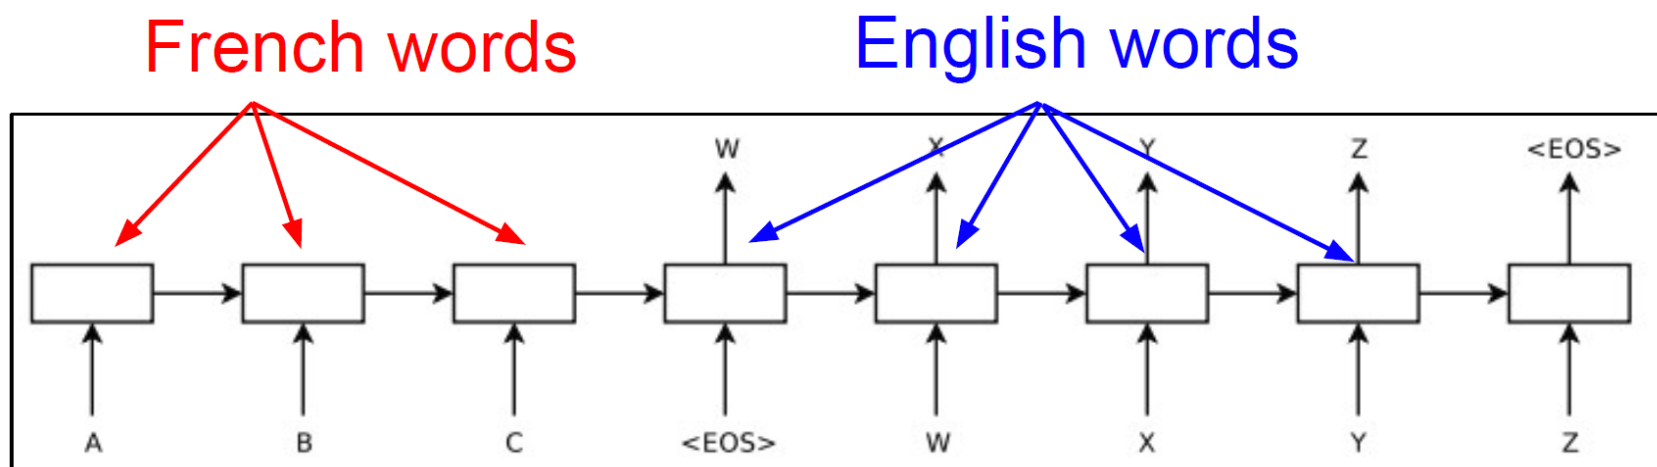 French words English words
W X Y Z <EOS>
A B C <EOS> W X Y Z